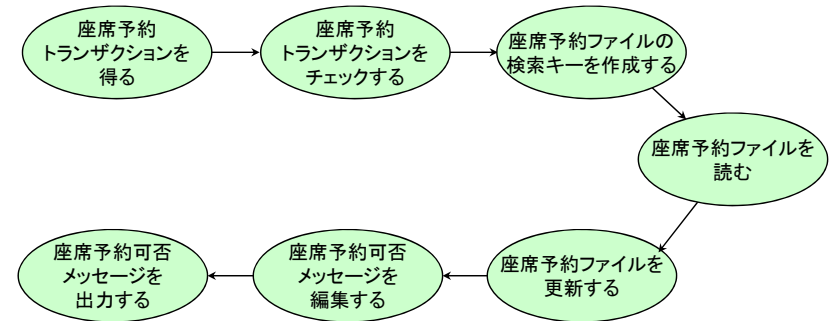 座席予約
トランザクションを
得る
座席予約
トランザクションを
チェックする
座席予約ファイルの
検索キーを作成する
座席予約ファイルを
読む
座席予約ファイルを
更新する
座席予約可否
メッセージを
編集する
座席予約可否
メッセージを
出力する